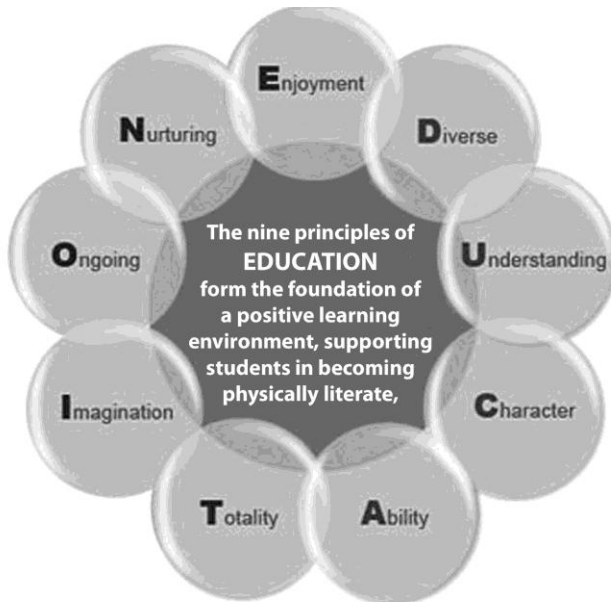 Enjoyment
Diverse
Understanding
Character
Ability
Totality
Imagination
Ongoing
Nurturing
The nine principles of
EDUCATION
form the foundation of
a positive learning
environment, supporting
students in becoming
physically literate,